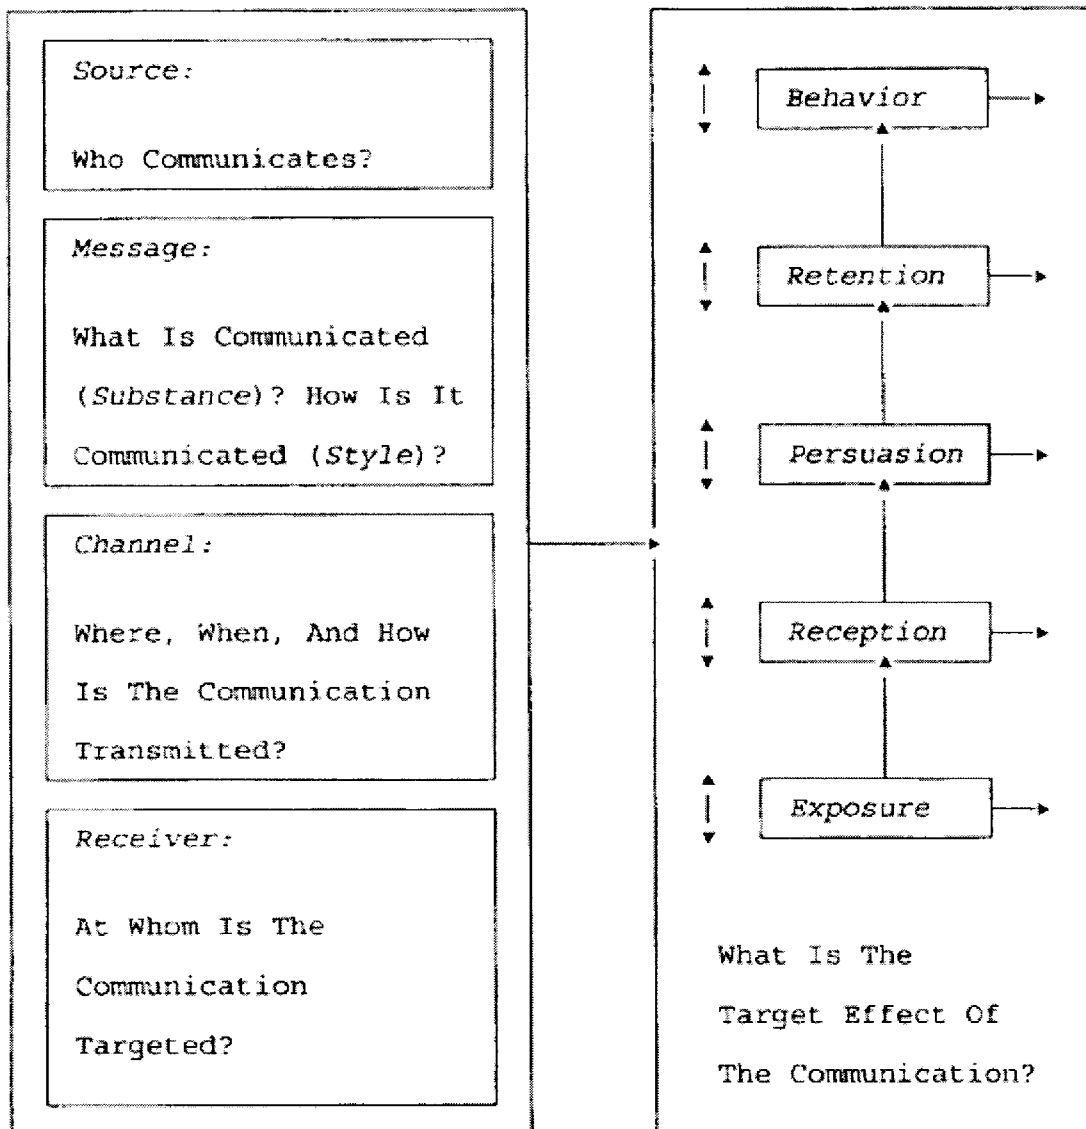 Source:
Who Communicates?
Message:
What Is Communicated
(Substance)? How Is It
Communicated (Style)?
Channel:
Where, When, And How
Is The Communication
Transmitted?
Receiver:
At Whom Is The
Communication
Targeted?
Behavior
Retention
Persuasion
Reception
Exposure
What Is The
Target Effect Of
The Communication?